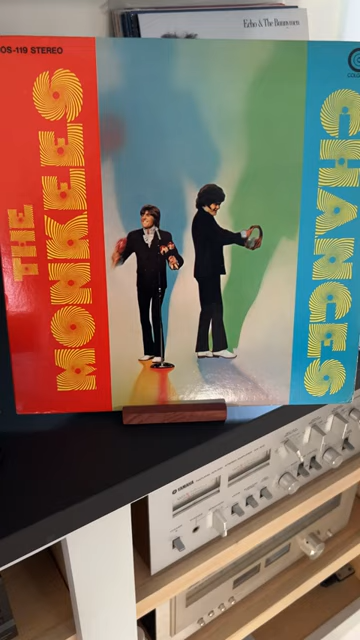 Echo & The Bunnymen
OS-119 STEREO
THE
MONKEES
CHANGES
YAMAHA